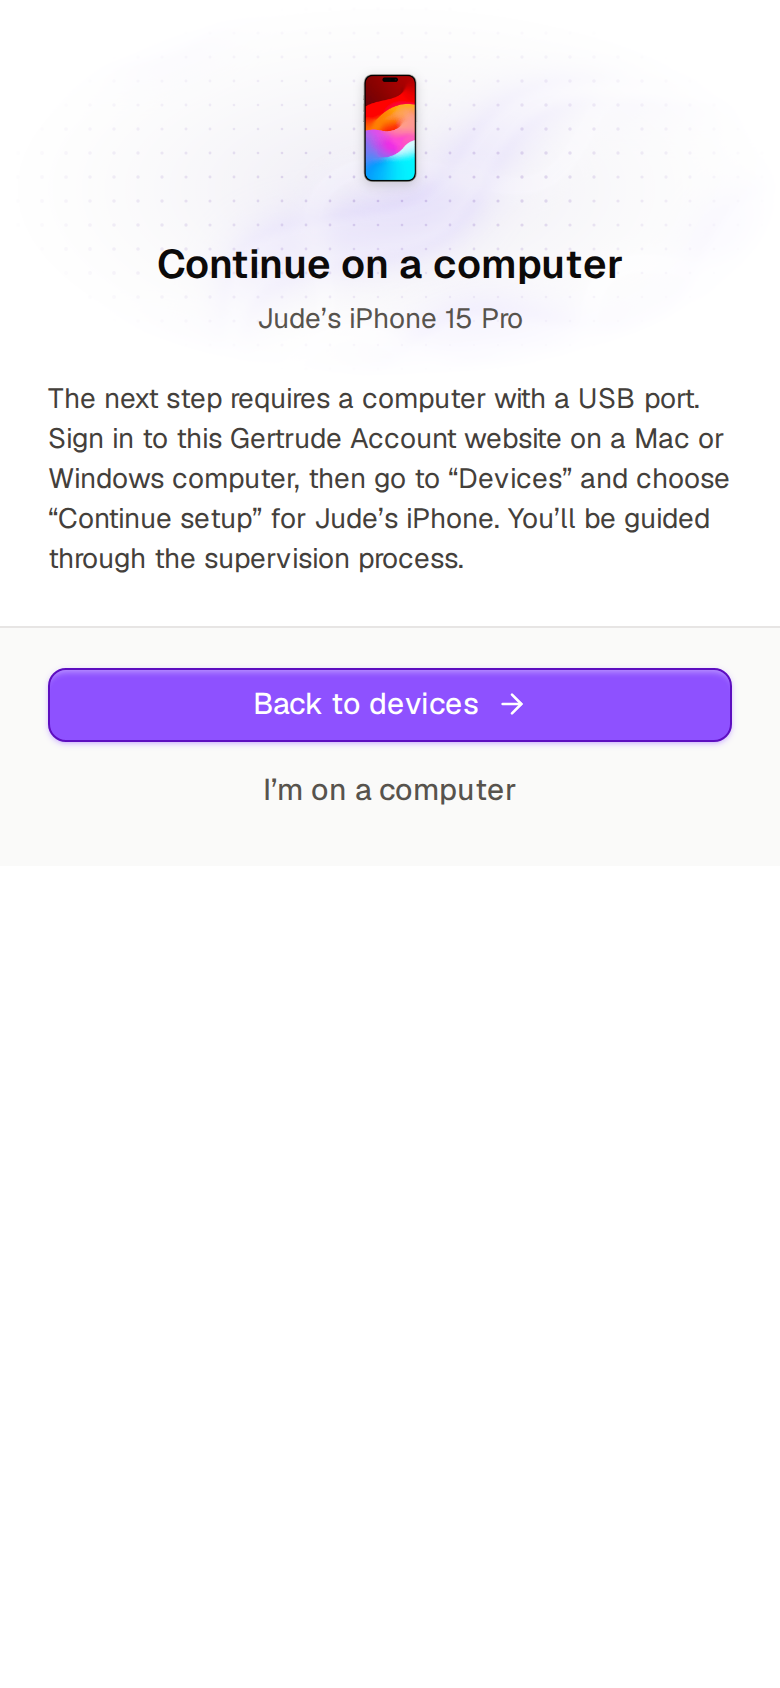 Continue on a computer
Jude’s iPhone 15 Pro
The next step requires a computer with a USB port.
Sign in to this Gertrude Account website on a Mac or
Windows computer, then go to “Devices” and choose
“Continue setup” for Jude’s iPhone. You’ll be guided
through the supervision process.
Back to devices →
I’m on a computer